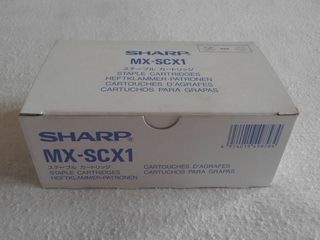 SHARP
MX-SCX1
ステープル カートリッジ
STAPLE CARTRIDGES
HEFTKLAMMER-PATRONEN
CARTOUCHES D'AGRAFES
CARTUCHOS PARA GRAPAS
SHARP
MX-SCX1
ステープル カートリッジ
STAPLE CARTRIDGES
HEFTKLAMMER-PATRONEN
CARTOUCHES D'AGRAFES
CARTUCHOS PARA GRAPAS